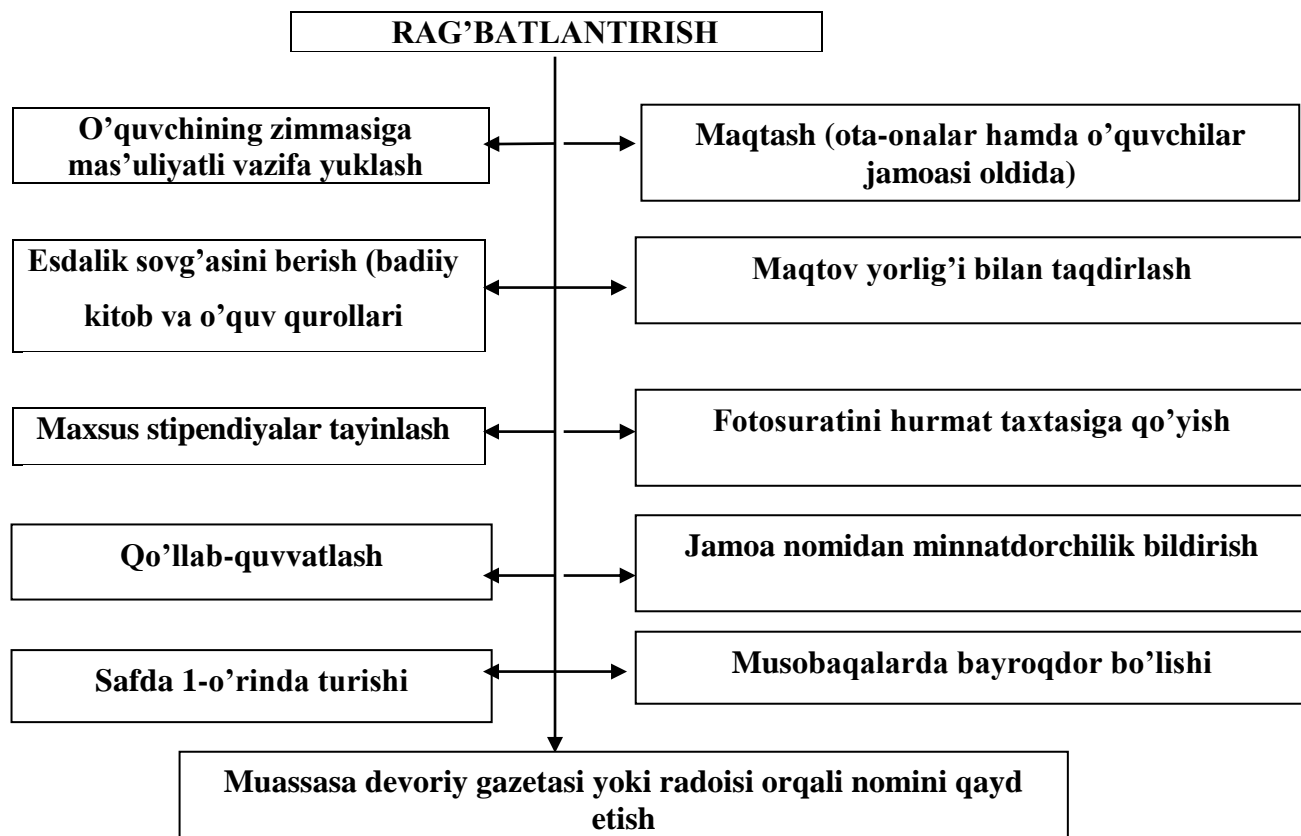 RAG’BATLANTIRISH
O’quvchining zimmasiga
mas’uliyatli vazifa yuklash
Maqtash (ota-onalar hamda o’quvchilar
jamoasi oldida)
Esdalik sovg’asini berish (badiiy
kitob va o’quv qurollari
Maqtov yorlig’i bilan taqdirlash
Maxsus stipendiyalar tayinlash
Fotosuratini hurmat taxtasiga qo’yish
Qo’llab-quvvatlash
Jamoa nomidan minnatdorchilik bildirish
Safda 1-o’rinda turishi
Musobaqalarda bayroqdor bo’lishi
Muassasa devoriy gazetasi yoki radoisi orqali nomini qayd
etish